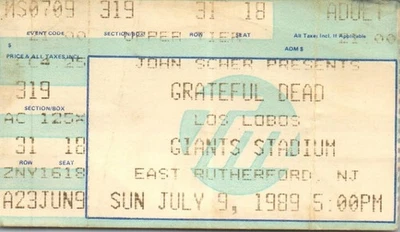 MS0709 319 31 18 ADULT
EVENT CODE SECTION/BOX All Taxes Incl. If Applicable
UPPER TIER
PRICE & ALL TAXES INCL. ADM $
JOHN SCHER PRESENTS
319 GRATEFUL DEAD
SECTION/BOX
AC 125X LOS LOBOS
31 18 GIANTS STADIUM
ROW SEAT
ZNY1618 EAST RUTHERFORD, NJ
A23JUN9 SUN JULY 9, 1989 5:00PM